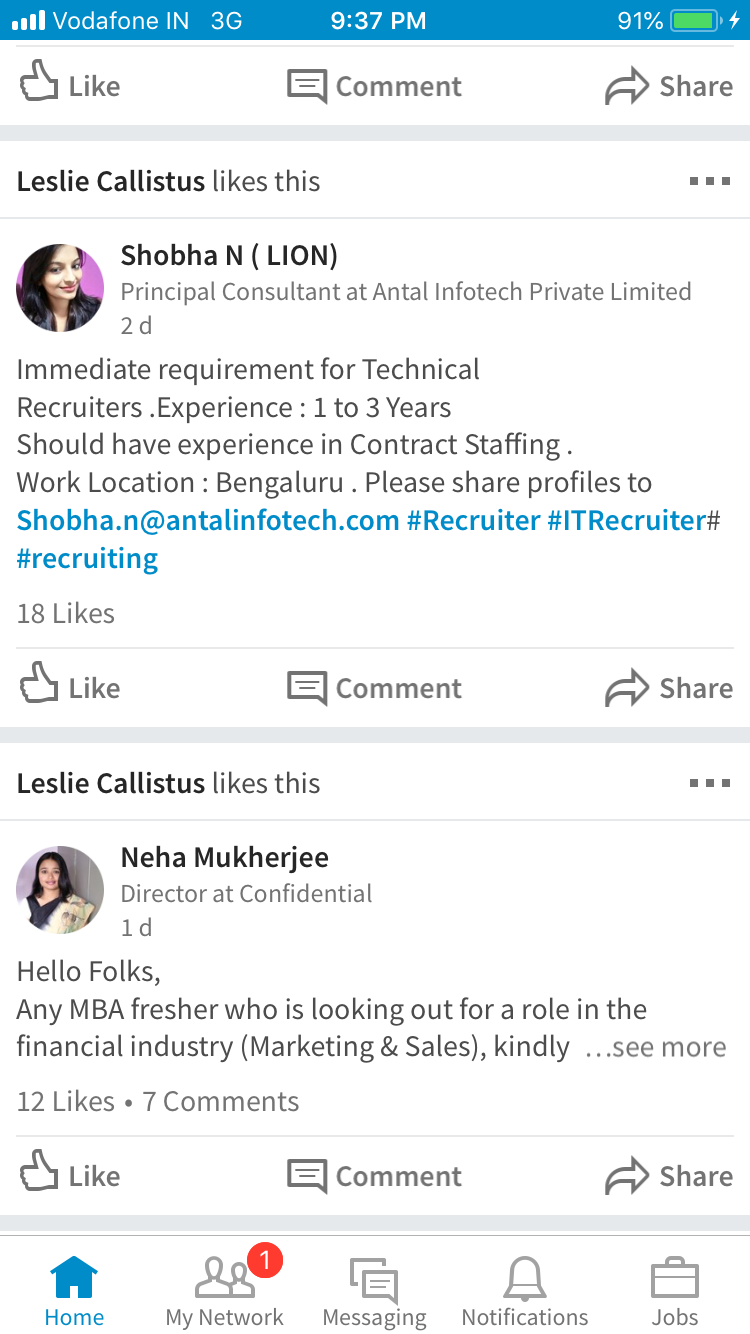 Vodafone IN 3G 9:37 PM 91%
Like Comment Share
Leslie Callistus likes this
Shobha N ( LION)
Principal Consultant at Antal Infotech Private Limited
2 d
Immediate requirement for Technical
Recruiters .Experience : 1 to 3 Years
Should have experience in Contract Staffing .
Work Location : Bengaluru . Please share profiles to
Shobha.n@antalinfotech.com #Recruiter #ITRecruiter#
#recruiting
18 Likes
Like Comment Share
Leslie Callistus likes this
Neha Mukherjee
Director at Confidential
1 d
Hello Folks,
Any MBA fresher who is looking out for a role in the
financial industry (Marketing & Sales), kindly ...see more
12 Likes • 7 Comments
Like Comment Share
1
Home My Network Messaging Notifications Jobs